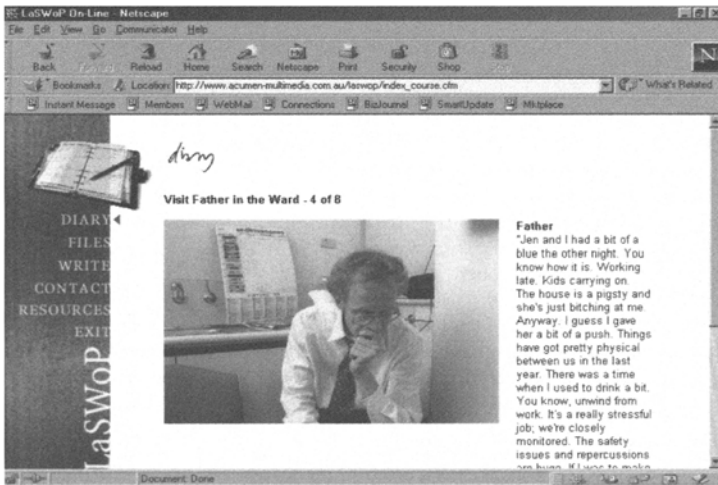 LaSWoP On-Line - Netscape
File Edit View Go Communicator Help
Back Forward Reload Home Search Netscape Print Security Shop Stop
Bookmarks Location: http://www.acumen-multimedia.com.au/laswop/index_course.cfm What's Related
Instant Message Members WebMail Connections BizJournal SmartUpdate Mktplace
diary
Visit Father in the Ward - 4 of 8
DIARY
FILES
WRITE
CONTACT
RESOURCES
EXIT
LaSWoP
Father
"Jen and I had a bit of a
blue the other night. You
know how it is. Working
late. Kids carrying on.
The house is a pigsty and
she's just bitching at me.
Anyway. I guess I gave
her a bit of a push. Things
have got pretty physical
between us in the last
year. There was a time
when I used to drink a bit.
You know, unwind from
work. It's a really stressful
job; we're closely
monitored. The safety
issues and repercussions
are huge. If I was to make
Document: Done